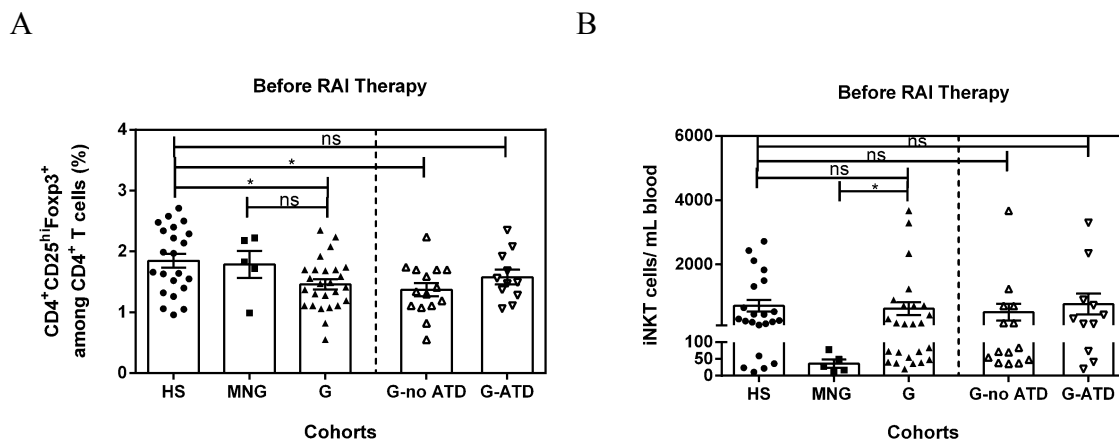 A
B
Before RAI Therapy
4
3
2
1
0
CD4⁺CD25ʰⁱFoxp3⁺
among CD4⁺ T cells (%)
ns
*
*
ns
HS MNG G G-no ATD G-ATD
Cohorts
Before RAI Therapy
6000
4000
2000
100
50
0
iNKT cells/ mL blood
ns
ns
ns
*
HS MNG G G-no ATD G-ATD
Cohorts